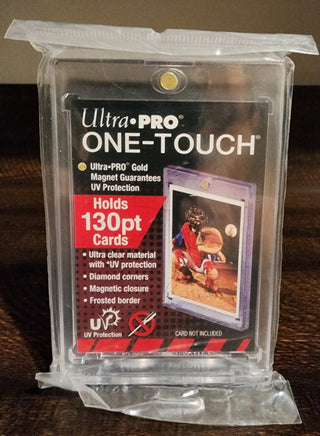 Ultra•PRO®
ONE-TOUCH®
Ultra•PRO® Gold
Magnet Guarantees
UV Protection
Holds
130pt
Cards
• Ultra clear material
with *UV protection
• Diamond corners
• Magnetic closure
• Frosted border
UV
UV Protection
CARD NOT INCLUDED